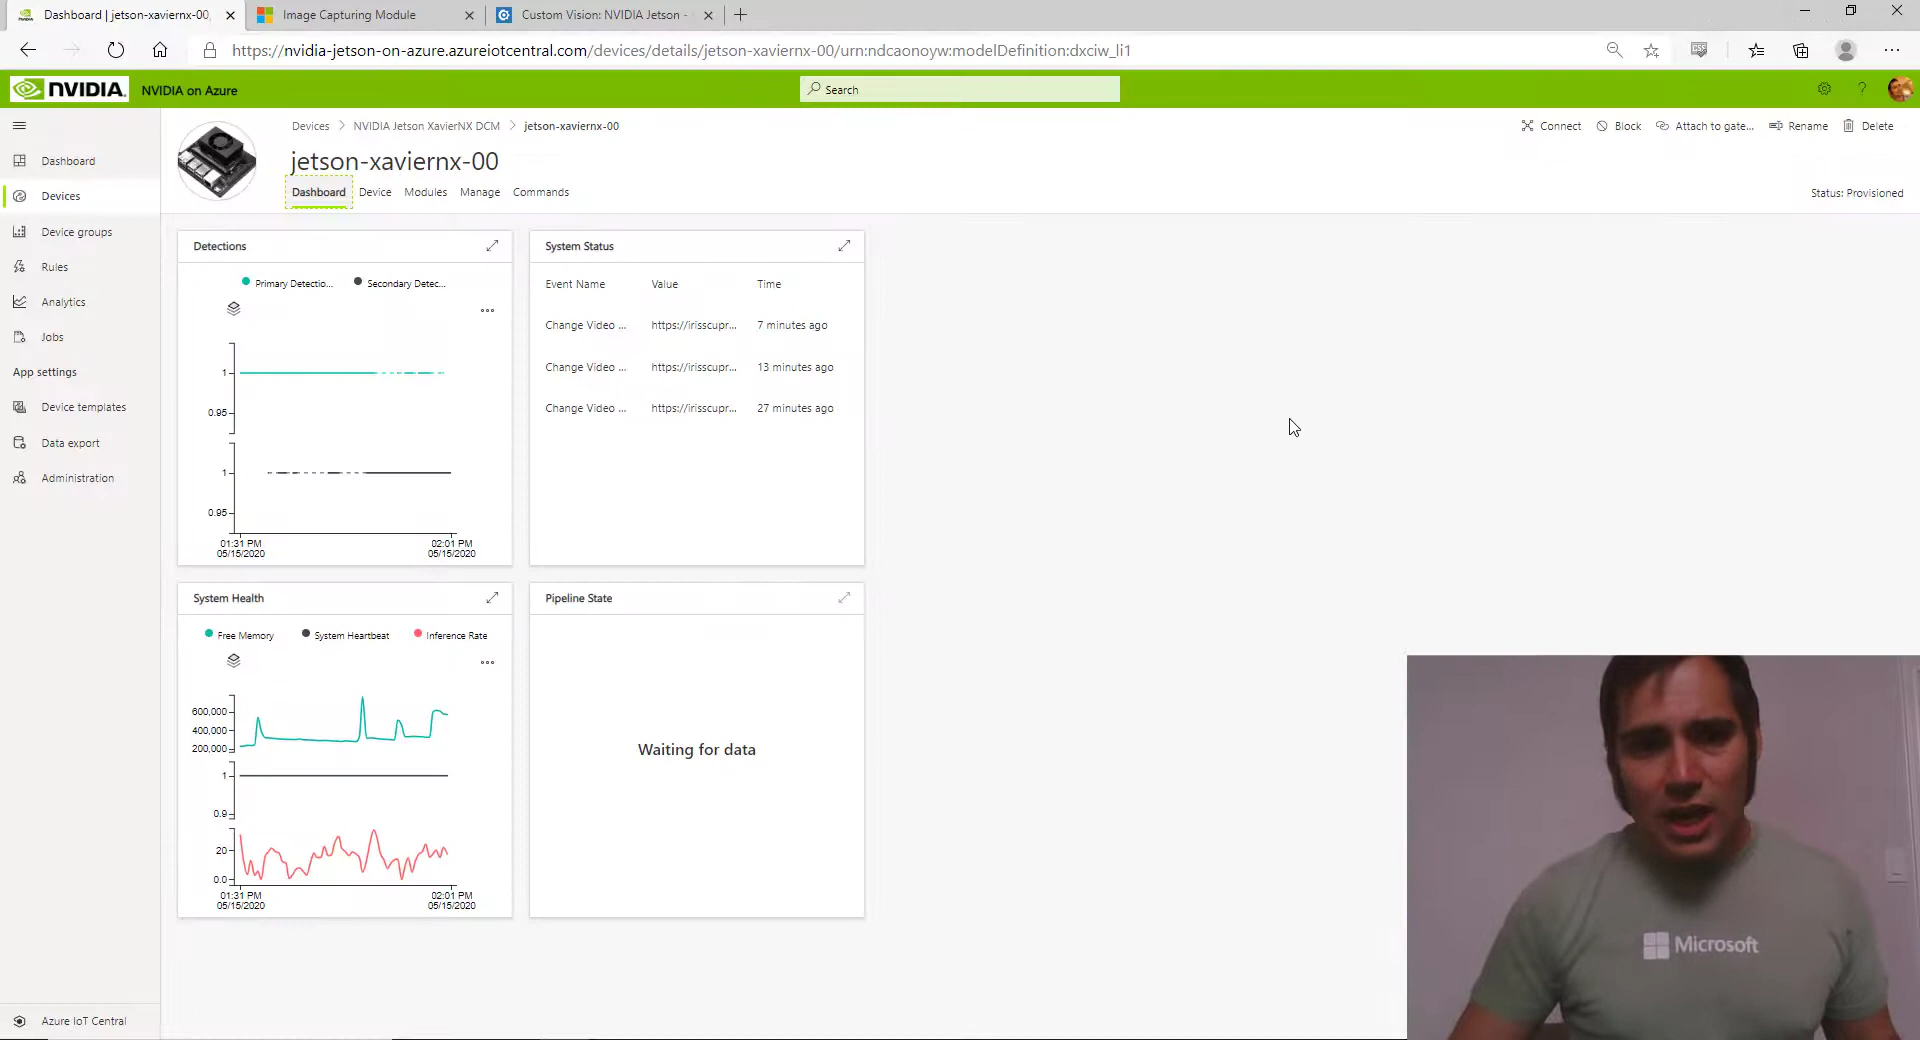 Dashboard | jetson-xaviernx-00,
Image Capturing Module
Custom Vision: NVIDIA Jetson -
https://nvidia-jetson-on-azure.azureiotcentral.com/devices/details/jetson-xaviernx-00/urn:ndcaonoyw:modelDefinition:dxciw_li1
NVIDIA
NVIDIA on Azure
Search
?
Devices > NVIDIA Jetson XavierNX DCM > jetson-xaviernx-00
Connect
Block
Attach to gate...
Rename
Delete
jetson-xaviernx-00
Dashboard
Device
Modules
Manage
Commands
Status: Provisioned
Dashboard
Devices
Device groups
Rules
Analytics
Jobs
App settings
Device templates
Data export
Administration
Azure IoT Central
Detections
Primary Detectio...
Secondary Detec...
1
0.95
1
0.95
01:31 PM
05/15/2020
02:01 PM
05/15/2020
System Status
Event Name Value Time
Change Video ... https://irisscupr... 7 minutes ago
Change Video ... https://irisscupr... 13 minutes ago
Change Video ... https://irisscupr... 27 minutes ago
System Health
Free Memory
System Heartbeat
Inference Rate
600,000
400,000
200,000
1
0.9
20
0.0
01:31 PM
05/15/2020
02:01 PM
05/15/2020
Pipeline State
Waiting for data
Microsoft